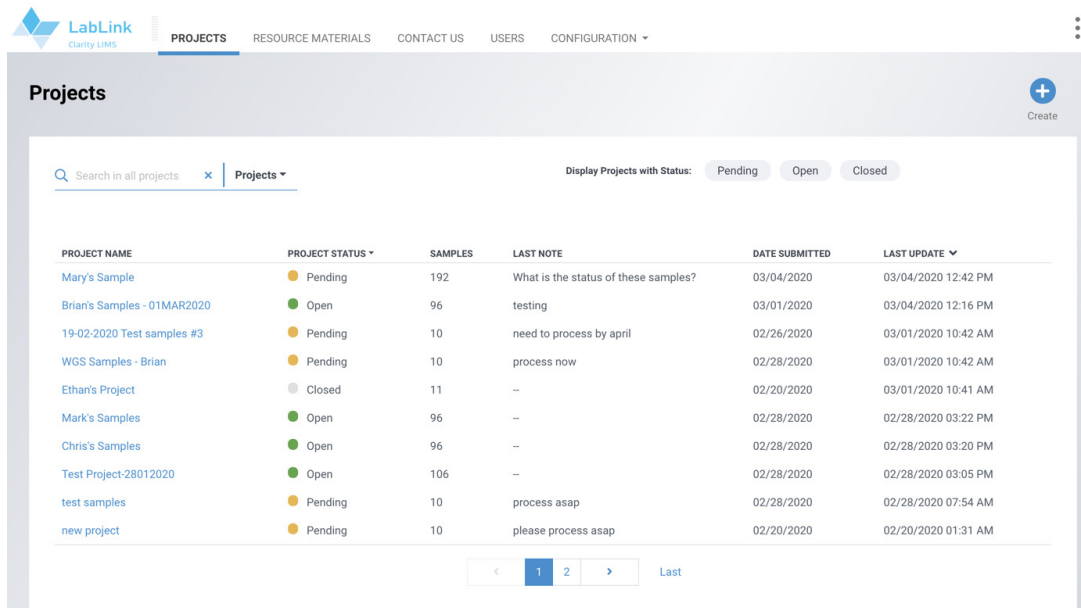 LabLink
Clarity LIMS
PROJECTS RESOURCE MATERIALS CONTACT US USERS CONFIGURATION
Projects
Create
Search in all projects × Projects
Display Projects with Status: Pending Open Closed
PROJECT NAME PROJECT STATUS SAMPLES LAST NOTE DATE SUBMITTED LAST UPDATE
Mary's Sample Pending 192 What is the status of these samples? 03/04/2020 03/04/2020 12:42 PM
Brian's Samples - 01MAR2020 Open 96 testing 03/01/2020 03/04/2020 12:16 PM
19-02-2020 Test samples #3 Pending 10 need to process by april 02/26/2020 03/01/2020 10:42 AM
WGS Samples - Brian Pending 10 process now 02/28/2020 03/01/2020 10:42 AM
Ethan's Project Closed 11 -- 02/20/2020 03/01/2020 10:41 AM
Mark's Samples Open 96 -- 02/28/2020 02/28/2020 03:22 PM
Chris's Samples Open 96 -- 02/28/2020 02/28/2020 03:20 PM
Test Project-28012020 Open 106 -- 02/28/2020 02/28/2020 03:05 PM
test samples Pending 10 process asap 02/28/2020 02/28/2020 07:54 AM
new project Pending 10 please process asap 02/20/2020 02/20/2020 01:31 AM
< 1 2 > Last